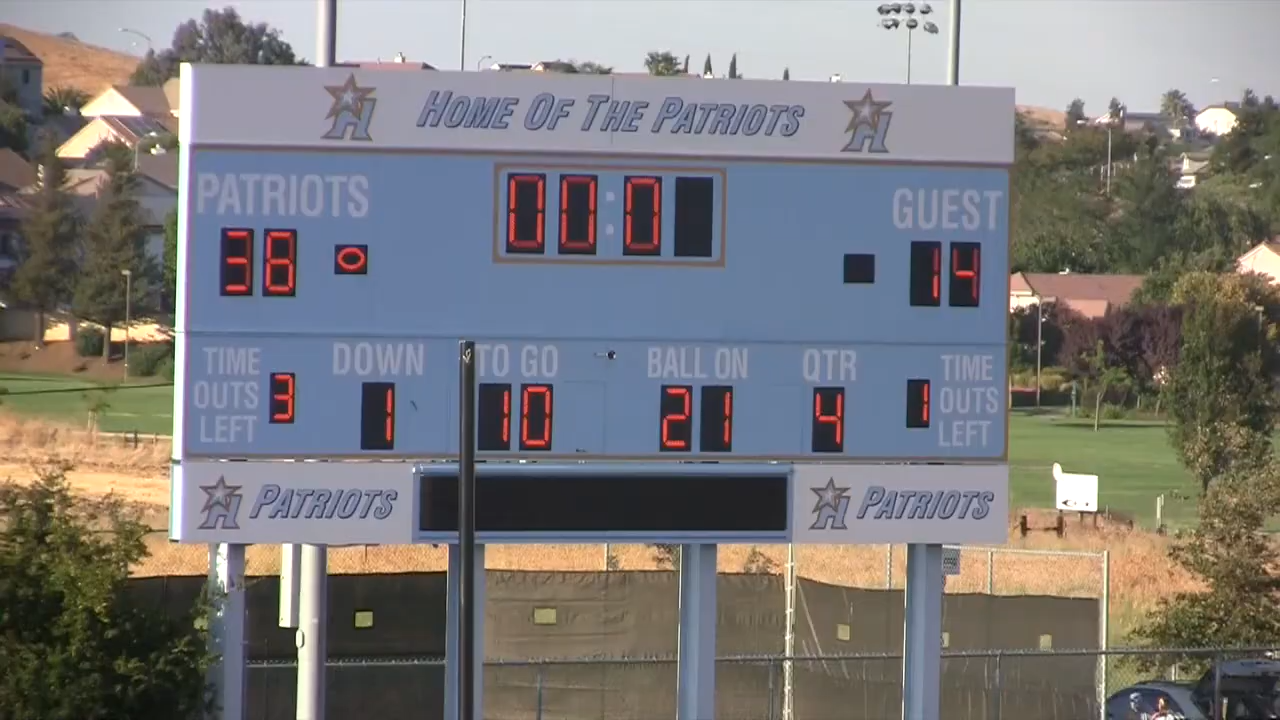 HOME OF THE PATRIOTS
PATRIOTS
00:0
GUEST
38
14
TIME OUTS LEFT
3
DOWN
1
TO GO
10
BALL ON
21
QTR
4
1
TIME OUTS LEFT
H PATRIOTS
H PATRIOTS